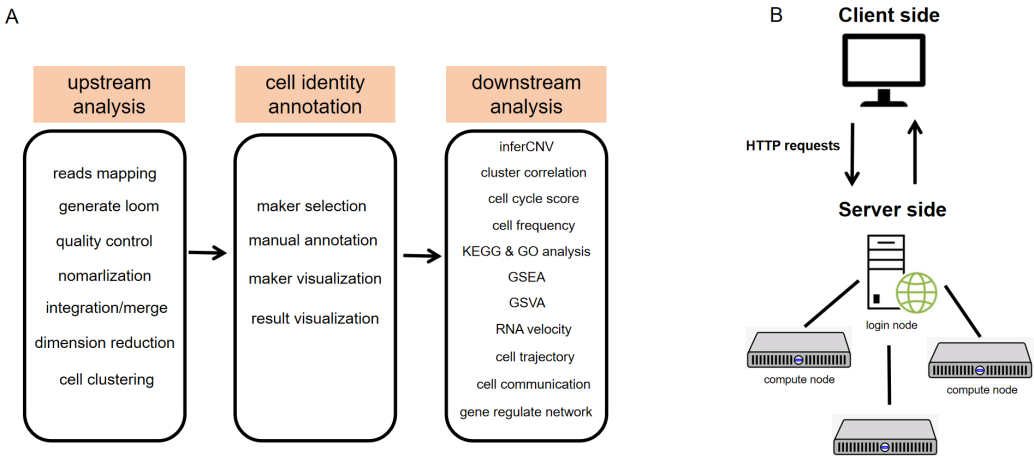 A
upstream
analysis
reads mapping
generate loom
quality control
nomarlization
integration/merge
dimension reduction
cell clustering
cell identity
annotation
maker selection
manual annotation
maker visualization
result visualization
downstream
analysis
inferCNV
cluster correlation
cell cycle score
cell frequency
KEGG & GO analysis
GSEA
GSVA
RNA velocity
cell trajectory
cell communication
gene regulate network
B
Client side
HTTP requests
Server side
login node
compute node
compute node